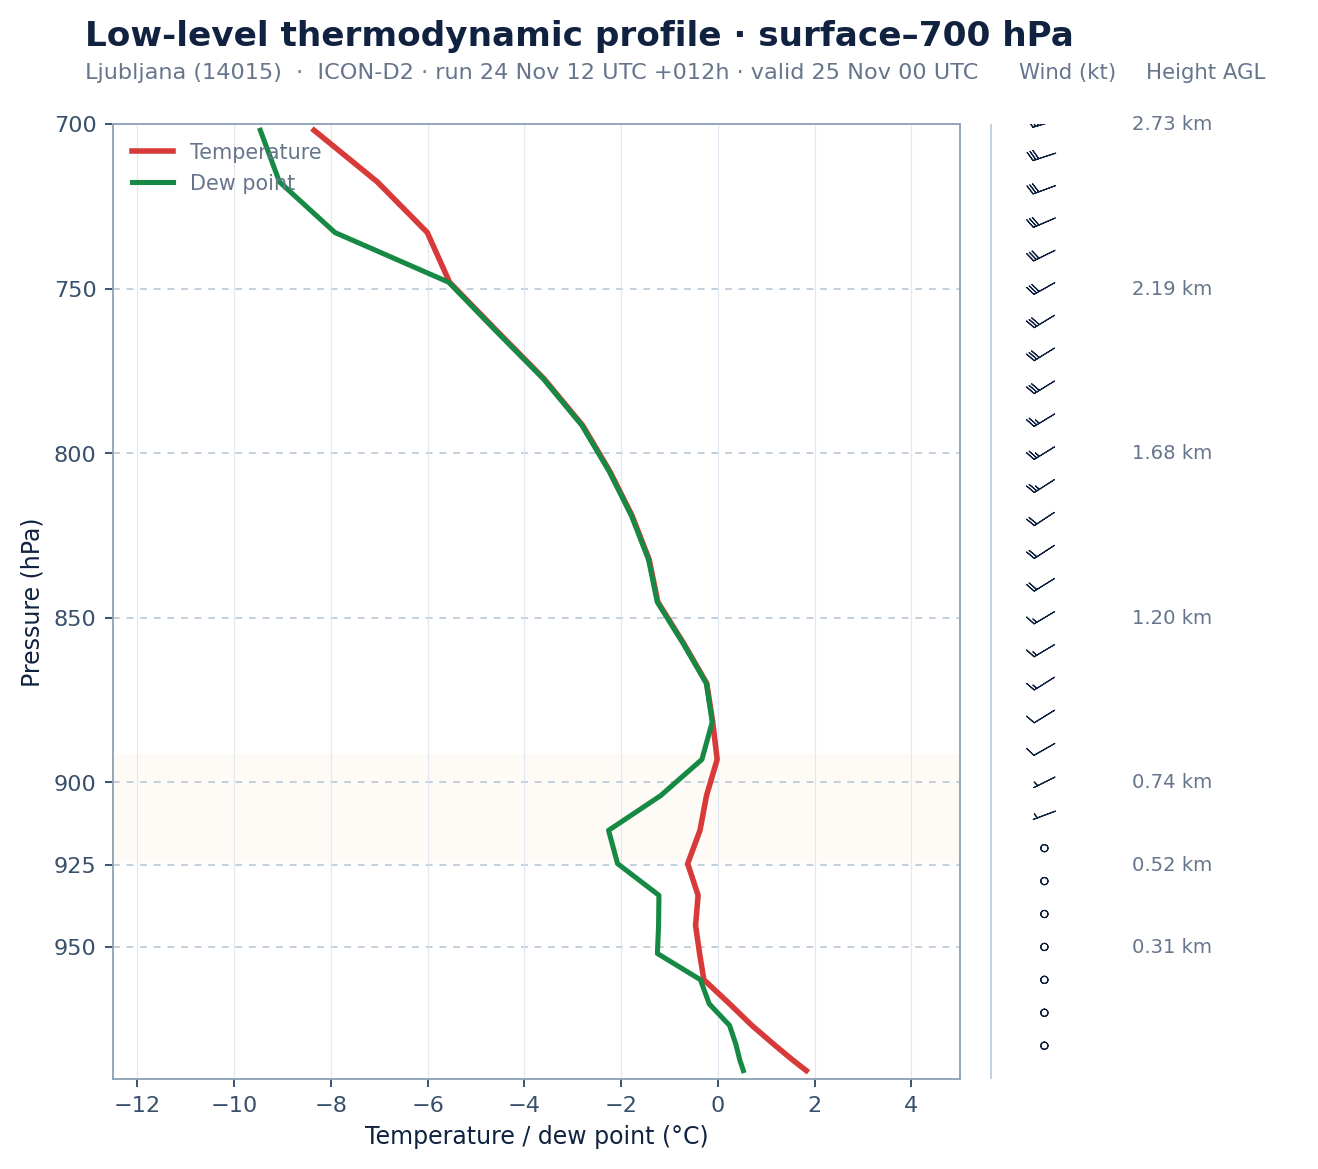 Low-level thermodynamic profile · surface–700 hPa
Ljubljana (14015) · ICON-D2 · run 24 Nov 12 UTC +012h · valid 25 Nov 00 UTC
Wind (kt)
Height AGL
Temperature
Dew point
700
750
800
850
900
925
950
2.73 km
2.19 km
1.68 km
1.20 km
0.74 km
0.52 km
0.31 km
Pressure (hPa)
−12
−10
−8
−6
−4
−2
0
2
4
Temperature / dew point (°C)